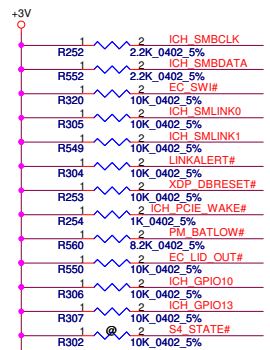 +3V
1 2 ICH_SMBCLK
R252 2.2K_0402_5%
1 2 ICH_SMBDATA
R552 2.2K_0402_5%
1 2 EC_SWI#
R320 10K_0402_5%
1 2 ICH_SMLINK0
R305 10K_0402_5%
1 2 ICH_SMLINK1
R549 10K_0402_5%
1 2 LINKALERT#
R304 10K_0402_5%
1 2 XDP_DBRESET#
R253 10K_0402_5%
1 2 ICH_PCIE_WAKE#
R254 1K_0402_5%
1 2 PM_BATLOW#
R560 8.2K_0402_5%
1 2 EC_LID_OUT#
R550 10K_0402_5%
1 2 ICH_GPIO10
R306 10K_0402_5%
1 2 ICH_GPIO13
R307 10K_0402_5%
1 @ 2 S4_STATE#
R302 10K_0402_5%